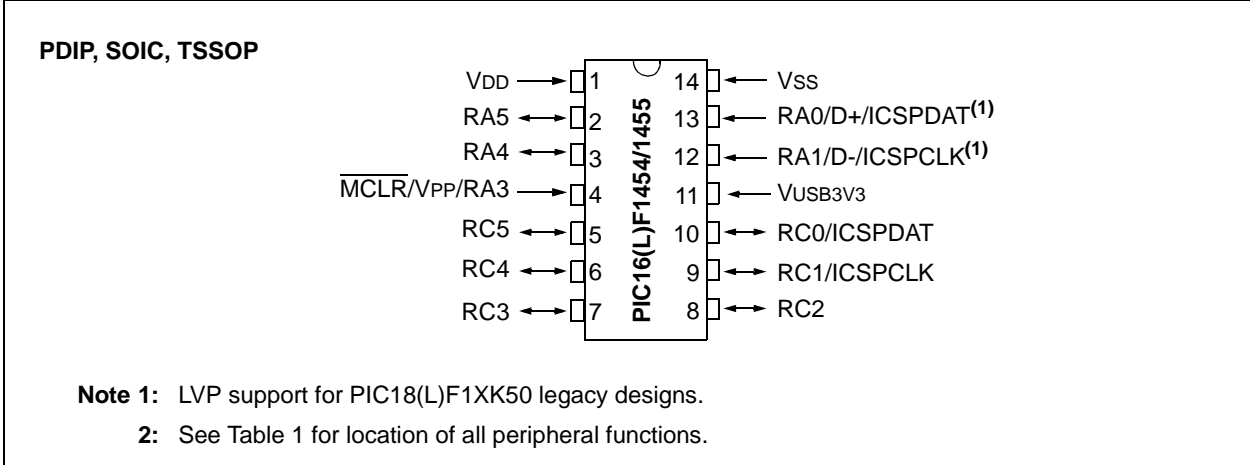 PDIP, SOIC, TSSOP
VDD 1 14 VSS
RA5 2 13 RA0/D+/ICSPDAT(1)
RA4 3 12 RA1/D-/ICSPCLK(1)
MCLR/VPP/RA3 4 11 VUSB3V3
RC5 5 10 RC0/ICSPDAT
RC4 6 9 RC1/ICSPCLK
RC3 7 8 RC2
PIC16(L)F1454/1455
Note 1: LVP support for PIC18(L)F1XK50 legacy designs.
2: See Table 1 for location of all peripheral functions.